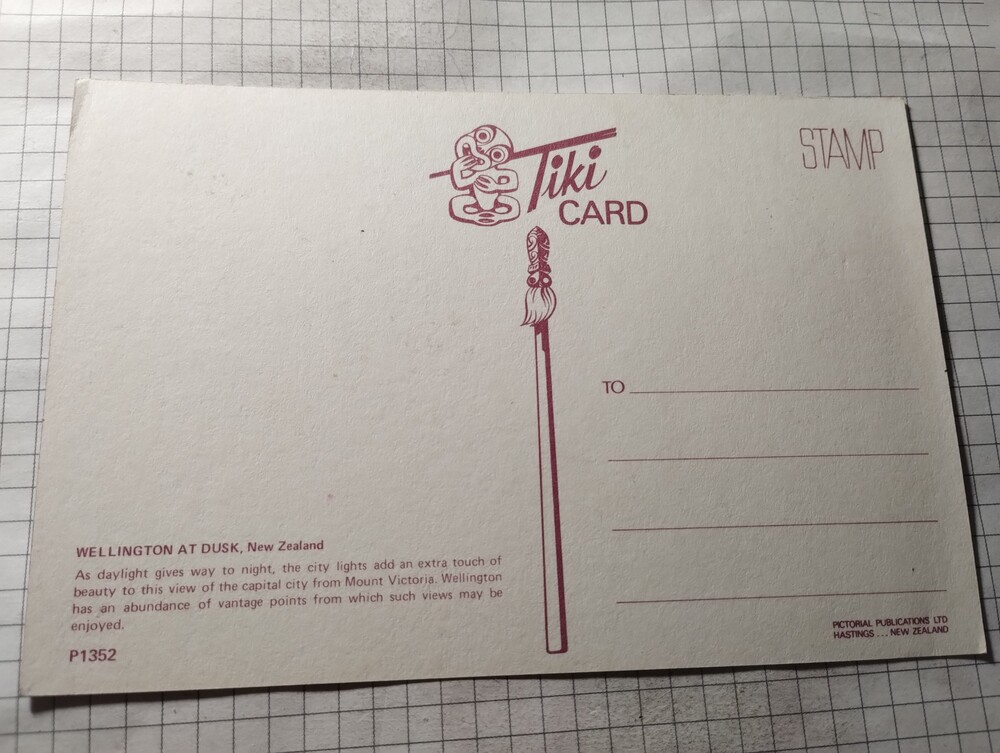 Tiki
CARD
STAMP
TO
WELLINGTON AT DUSK, New Zealand
As daylight gives way to night, the city lights add an extra touch of
beauty to this view of the capital city from Mount Victoria. Wellington
has an abundance of vantage points from which such views may be
enjoyed.
P1352
PICTORIAL PUBLICATIONS LTD
HASTINGS ... NEW ZEALAND